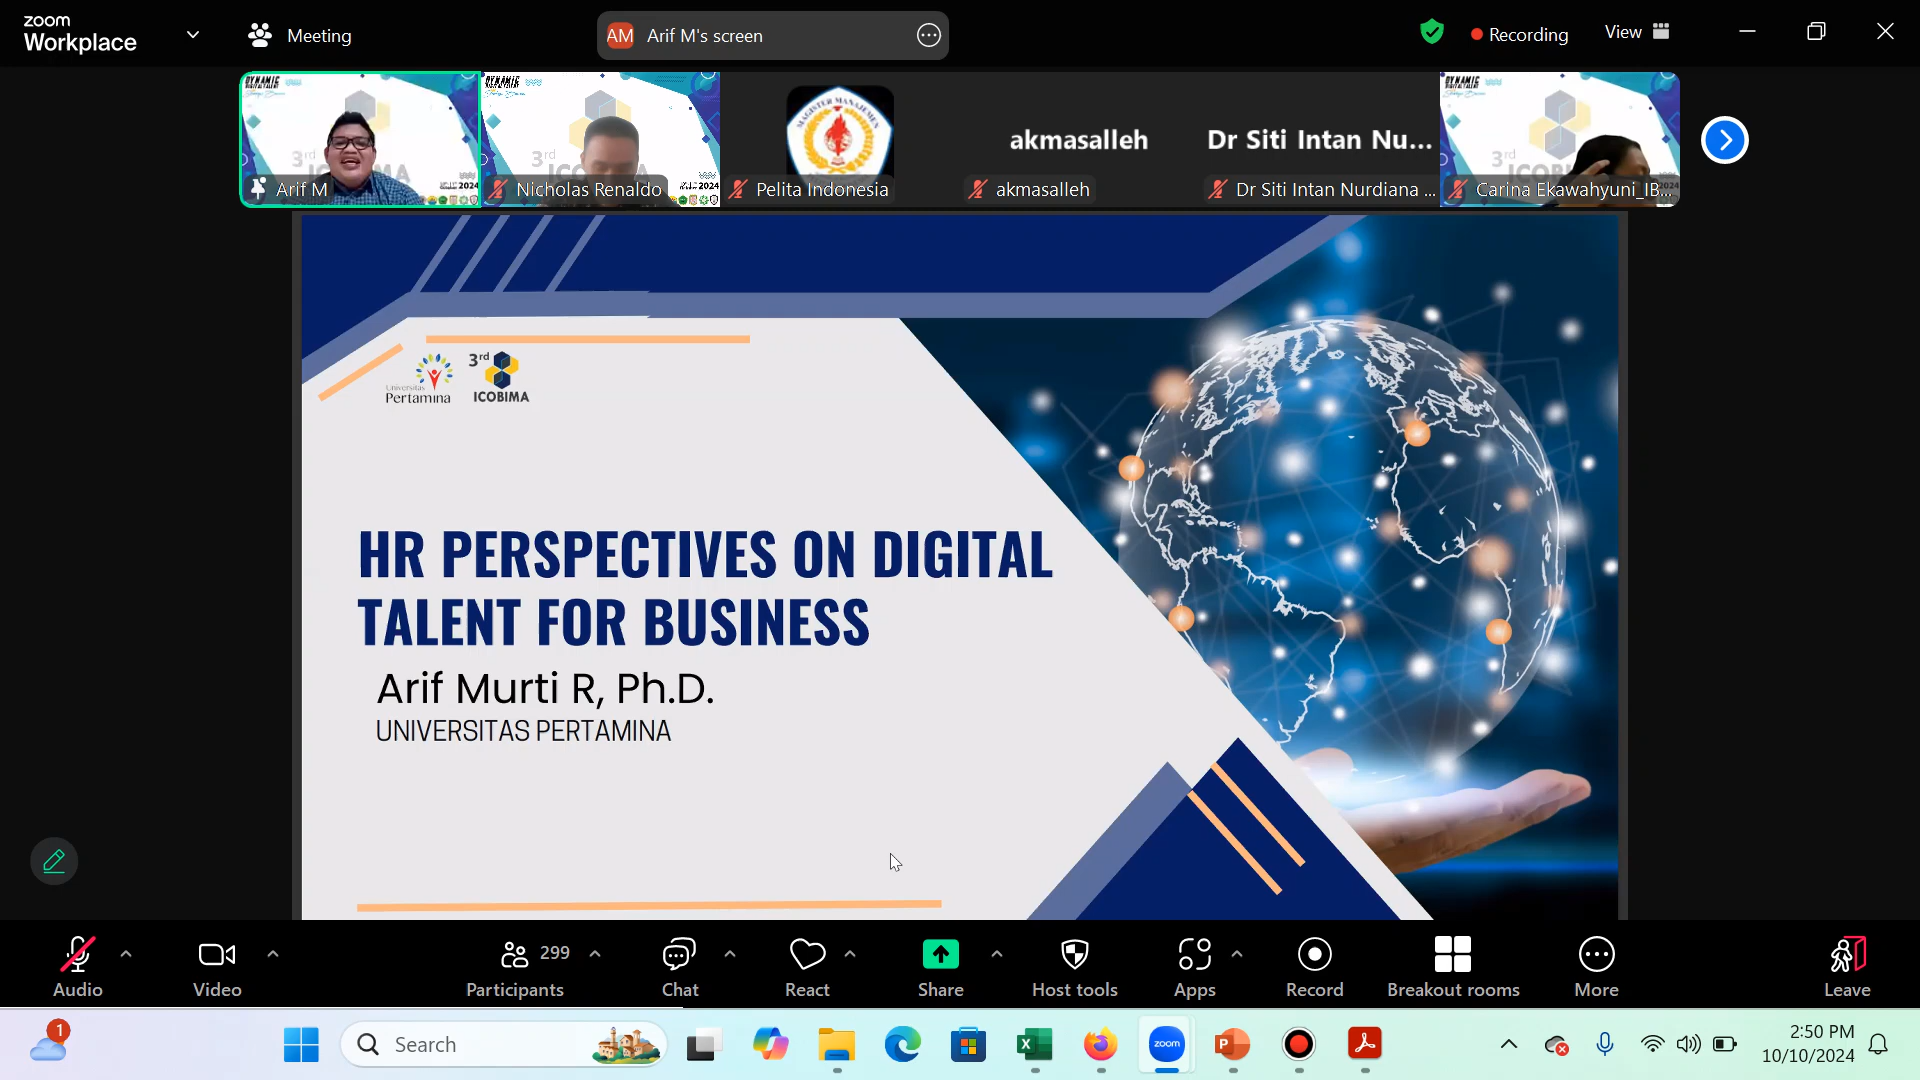 zoom
Workplace
Meeting
AM Arif M's screen
Recording
View
Arif M
Nicholas Renaldo
MAGISTER MANAJEMEN
Pelita Indonesia
akmasalleh
akmasalleh
Dr Siti Intan Nu...
Dr Siti Intan Nurdiana ...
Carina Ekawahyuni_IB...
Universitas
Pertamina
3rd
ICOBIMA
HR PERSPECTIVES ON DIGITAL
TALENT FOR BUSINESS
Arif Murti R, Ph.D.
UNIVERSITAS PERTAMINA
Audio
Video
299
Participants
Chat
React
Share
Host tools
Apps
Record
Breakout rooms
More
Leave
1
Search
zoom
2:50 PM
10/10/2024